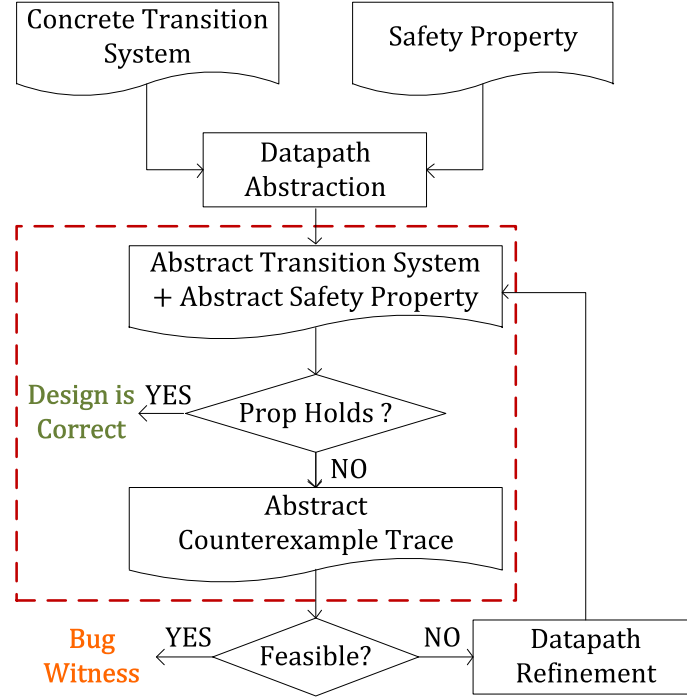 Concrete Transition
System
Safety Property
Datapath
Abstraction
Abstract Transition System
+ Abstract Safety Property
Design is
Correct
YES
Prop Holds ?
NO
Abstract
Counterexample Trace
Bug
Witness
YES
Feasible?
NO
Datapath
Refinement